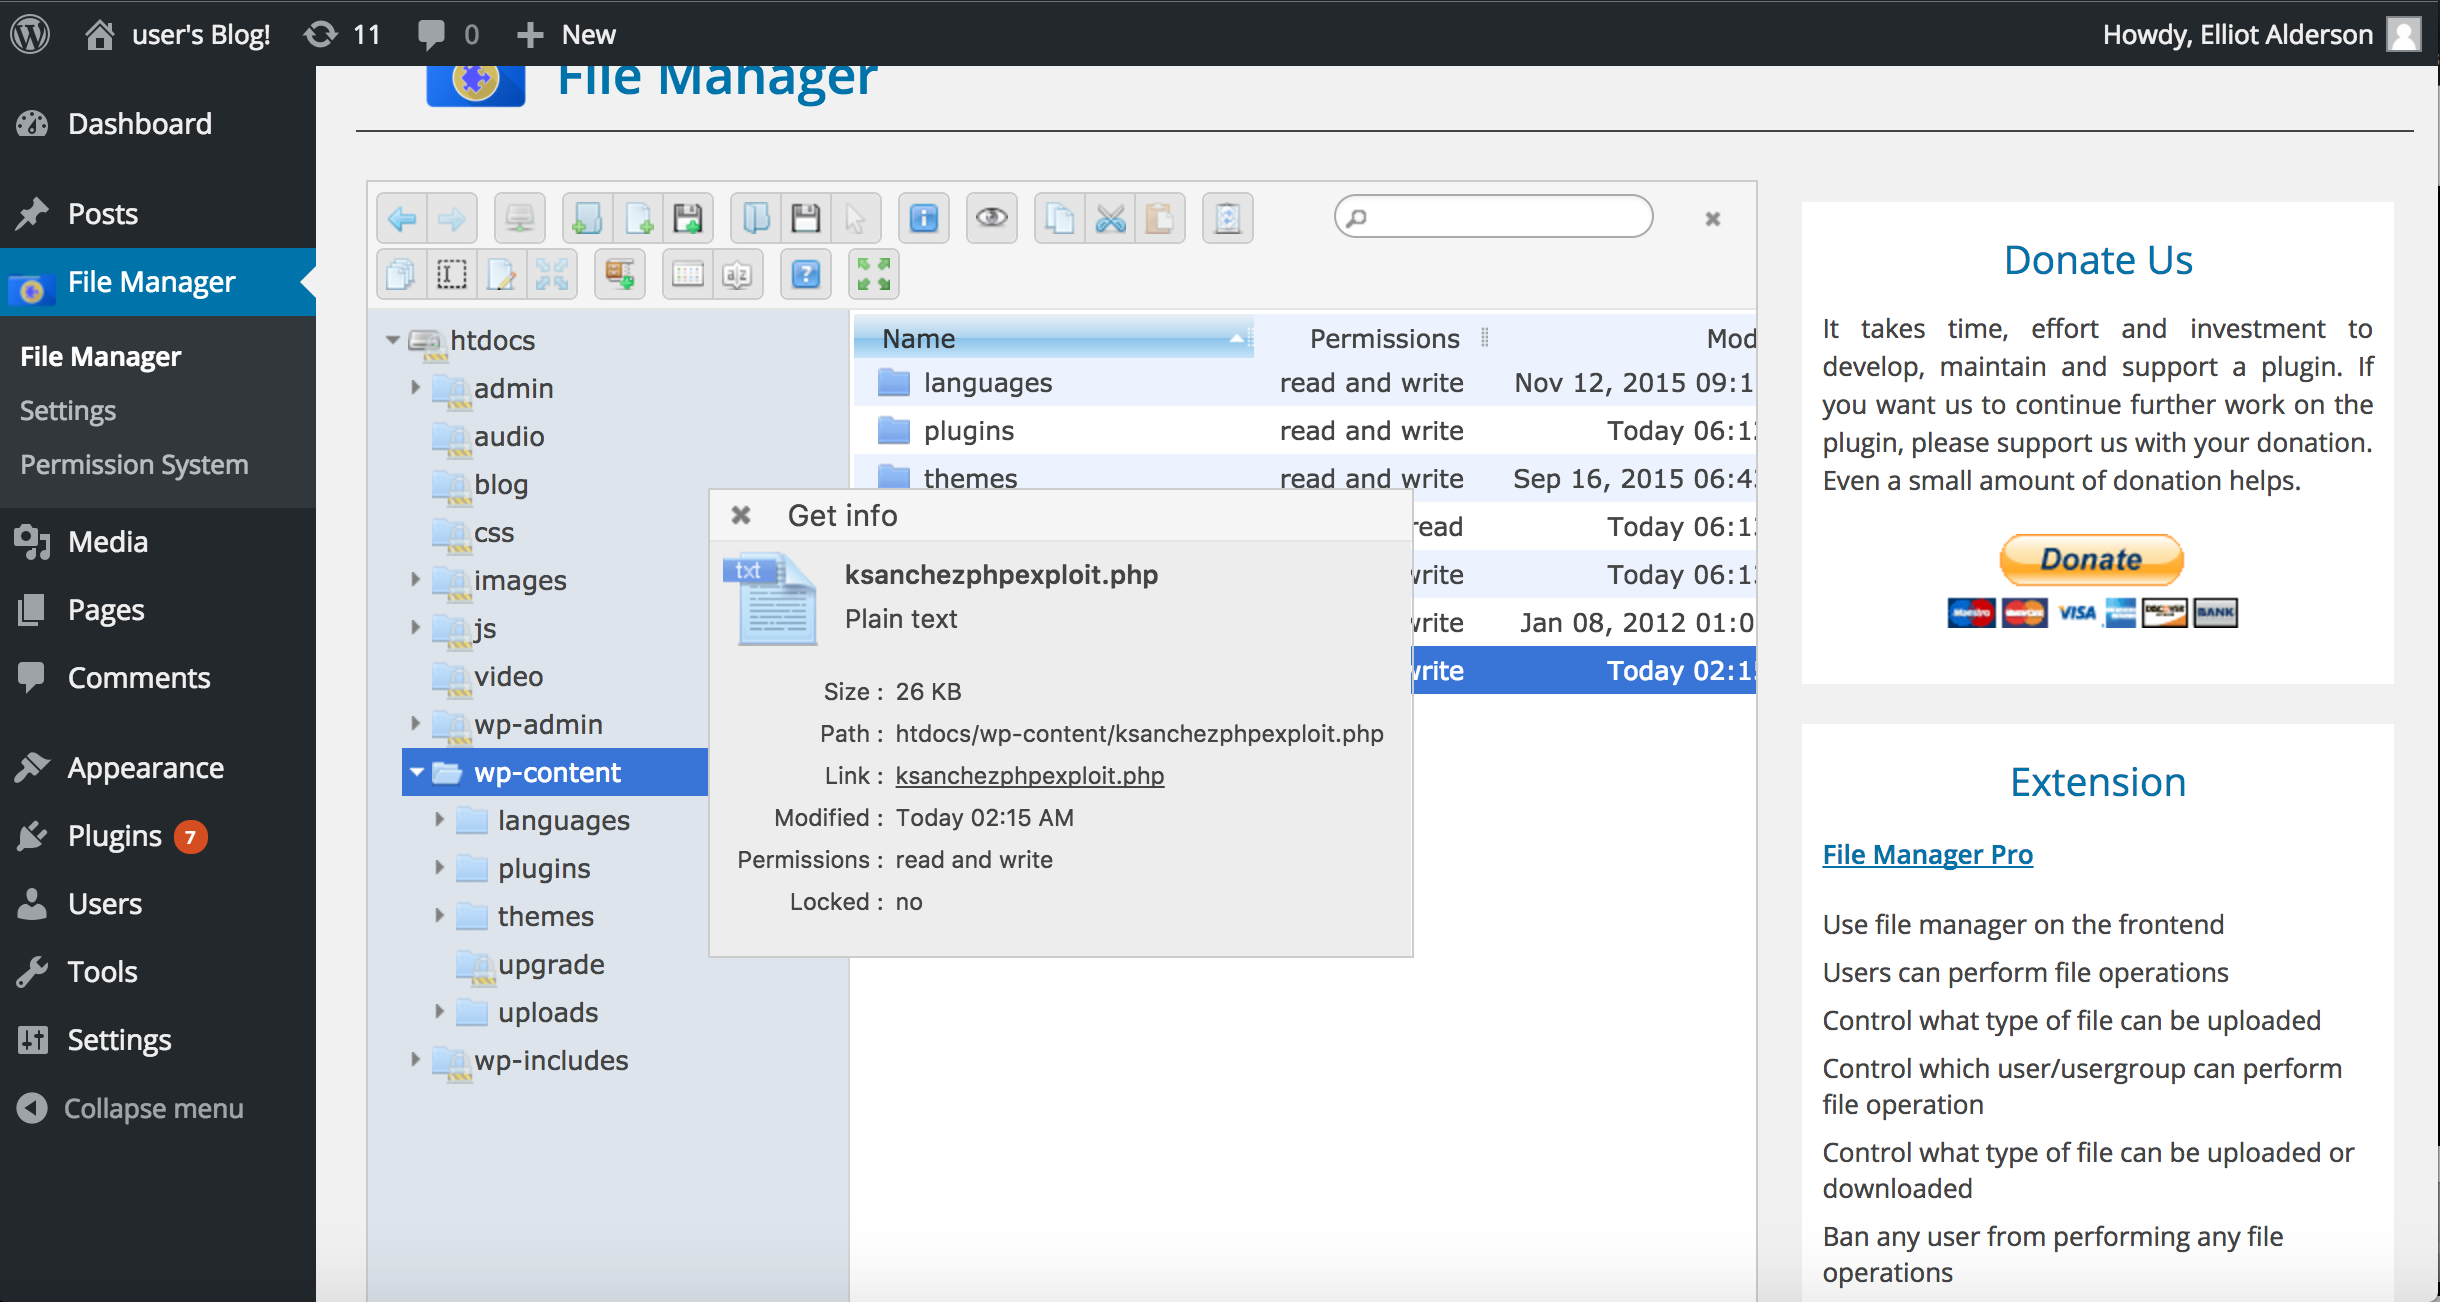 user's Blog!
11
0
New
Howdy, Elliot Alderson
Dashboard
Posts
File Manager
File Manager
Settings
Permission System
Media
Pages
Comments
Appearance
Plugins 7
Users
Tools
Settings
Collapse menu
File Manager
htdocs
admin
audio
blog
css
images
js
video
wp-admin
wp-content
languages
plugins
themes
upgrade
uploads
wp-includes
Name Permissions Mod
languages read and write Nov 12, 2015 09:1
plugins read and write Today 06:1
themes read and write Sep 16, 2015 06:4
read Today 06:1
write Today 06:1
write Jan 08, 2012 01:0
write Today 02:1
Get info
txt
ksanchezphpexploit.php
Plain text
Size : 26 KB
Path : htdocs/wp-content/ksanchezphpexploit.php
Link : ksanchezphpexploit.php
Modified : Today 02:15 AM
Permissions : read and write
Locked : no
Donate Us
It takes time, effort and investment to
develop, maintain and support a plugin. If
you want us to continue further work on the
plugin, please support us with your donation.
Even a small amount of donation helps.
Donate
Maestro MasterCard VISA DISCOVER BANK
Extension
File Manager Pro
Use file manager on the frontend
Users can perform file operations
Control what type of file can be uploaded
Control which user/usergroup can perform
file operation
Control what type of file can be uploaded or
downloaded
Ban any user from performing any file
operations